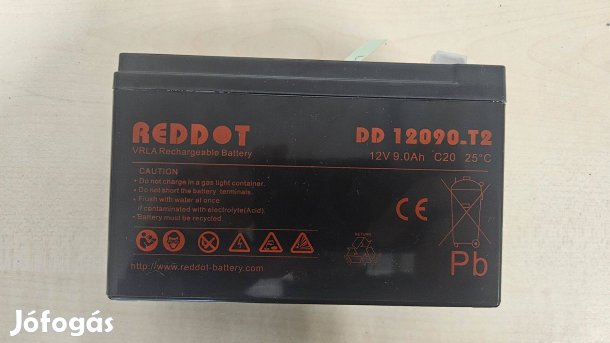 REDDOT
DD 12090_T2
VRLA Rechargeable Battery
12V 9.0Ah C20 25°C
CAUTION
• Do not charge in a gas tight container.
• Do not short the battery terminals.
• Flush with water al once
if contaminated with electrolyte(Acid).
• Battery must be recycled.
CE
RETURN
Pb
http://www.reddot-battery.com
Jófogás